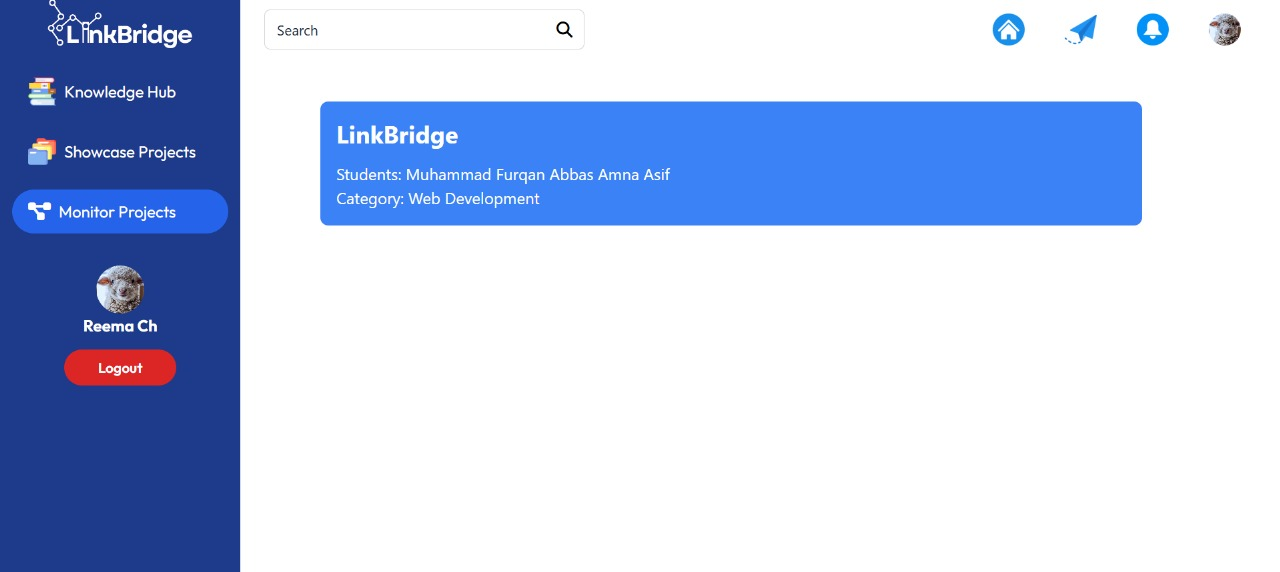 LinkBridge
Search
Knowledge Hub
Showcase Projects
Monitor Projects
Reema Ch
Logout
LinkBridge
Students: Muhammad Furqan Abbas Amna Asif
Category: Web Development